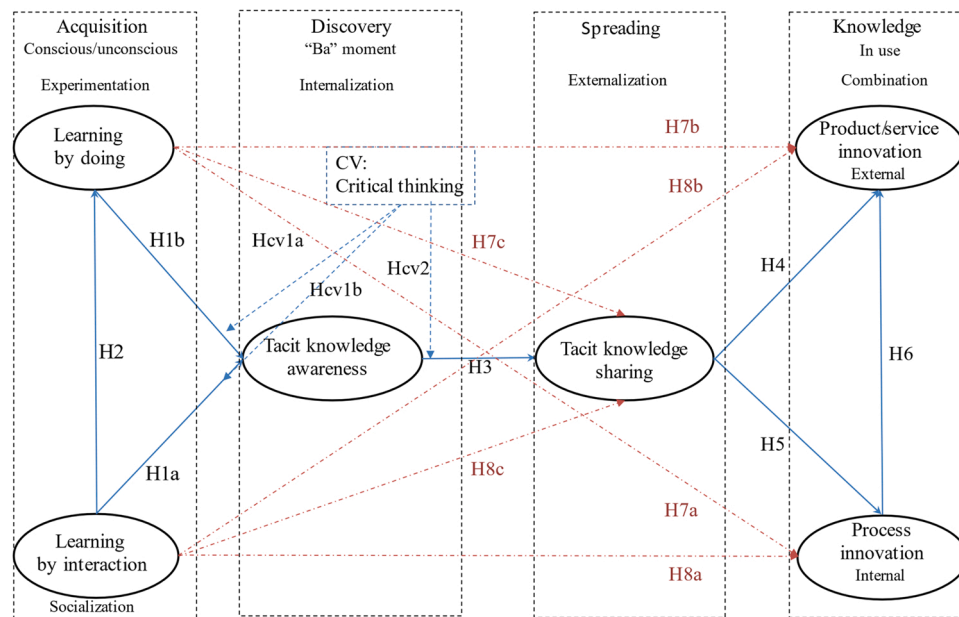 Acquisition
Conscious/unconscious
Experimentation
Learning
by doing
Discovery
“Ba” moment
Internalization
Spreading
Externalization
Knowledge
In use
Combination
Product/service
innovation
External
CV:
Critical thinking
H7b
H8b
H1b
Hcv1a
Hcv1b
Hcv2
H7c
H4
H2
Tacit knowledge
awareness
H3
Tacit knowledge
sharing
H6
H1a
H8c
H5
H7a
H8a
Learning
by interaction
Socialization
Process
innovation
Internal